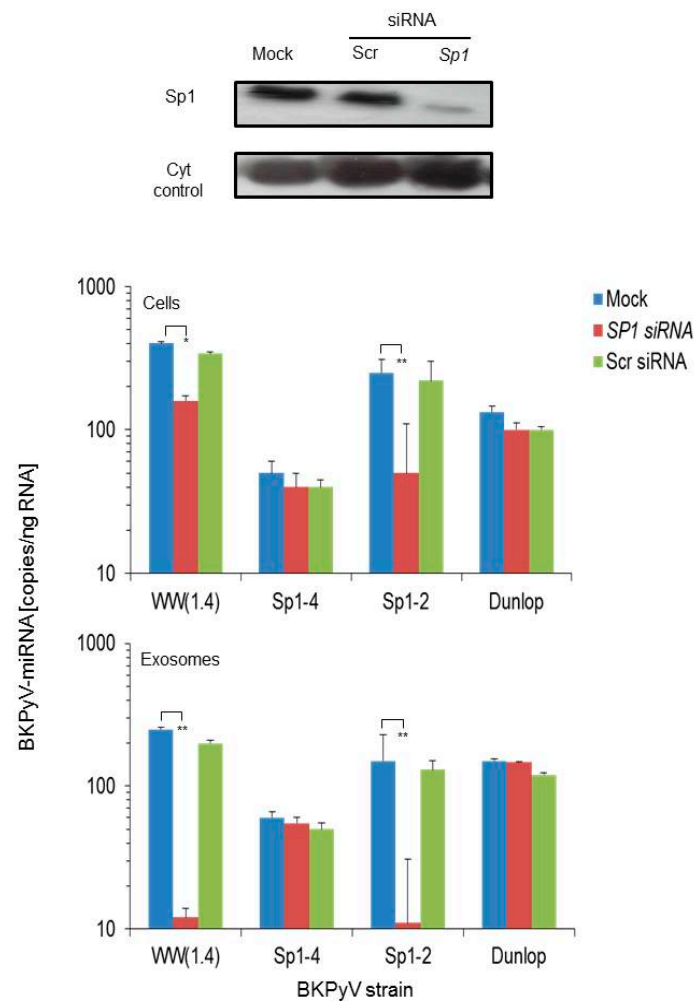 siRNA
Mock Scr Sp1
Sp1
Cyt
control
1000
Cells
*
**
100
10
WW(1.4) Sp1-4 Sp1-2 Dunlop
Mock
SP1 siRNA
Scr siRNA
BKPyV-miRNA [copies/ng RNA]
1000
Exosomes
**
**
100
10
WW(1.4) Sp1-4 Sp1-2 Dunlop
BKPyV strain